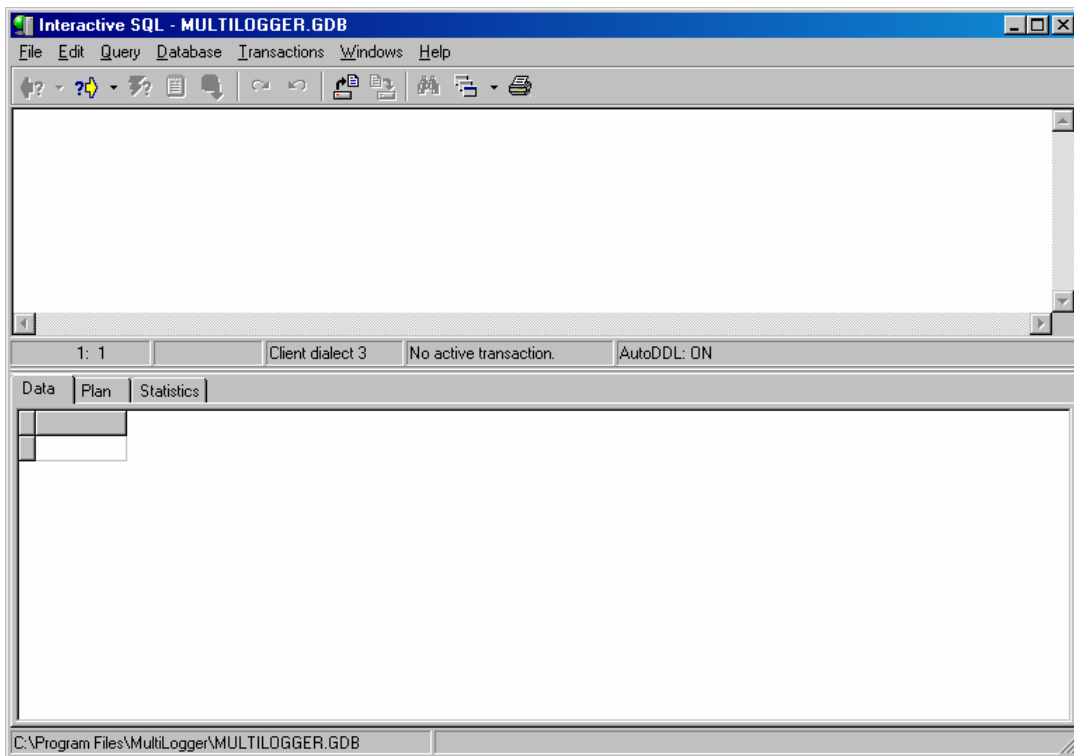 Interactive SQL - MULTILOGGER.GDB
File Edit Query Database Transactions Windows Help
1: 1 Client dialect 3 No active transaction. AutoDDL: ON
Data Plan Statistics
C:\Program Files\MultiLogger\MULTILOGGER.GDB